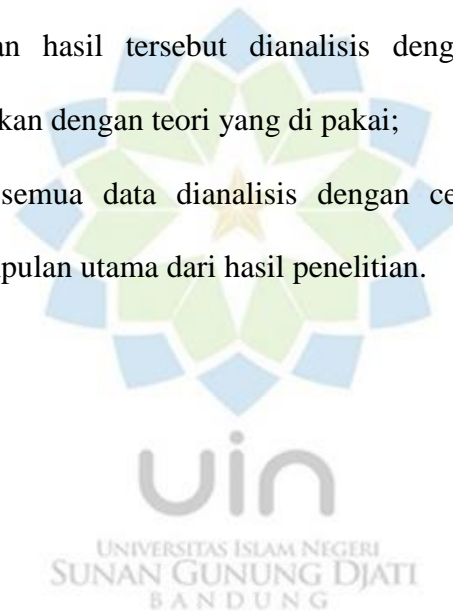 an hasil tersebut dianalisis deng
kan dengan teori yang di pakai;
semua data dianalisis dengan ce
pulan utama dari hasil penelitian.
uin
UNIVERSITAS ISLAM NEGERI
SUNAN GUNUNG DJATI
BANDUNG